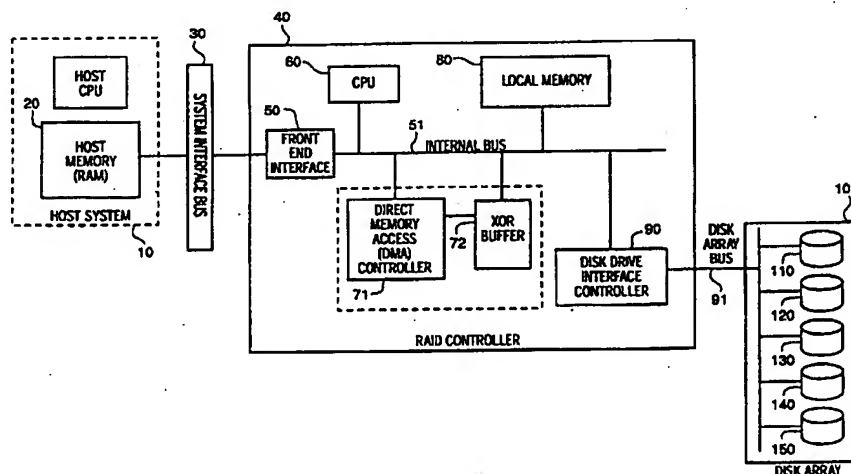 30
40
60
80
HOST
CPU
CPU
LOCAL MEMORY
20
50
SYSTEM INTERFACE BUS
HOST
MEMORY
(RAM)
FRONT
END
INTERFACE
51
INTERNAL BUS
HOST SYSTEM
10
DIRECT
MEMORY
ACCESS
(DMA)
CONTROLLER
72
XOR
BUFFER
71
90
DISK DRIVE
INTERFACE
CONTROLLER
DISK
ARRAY
BUS
91
RAID CONTROLLER
10
110
120
130
140
150
DISK ARRAY